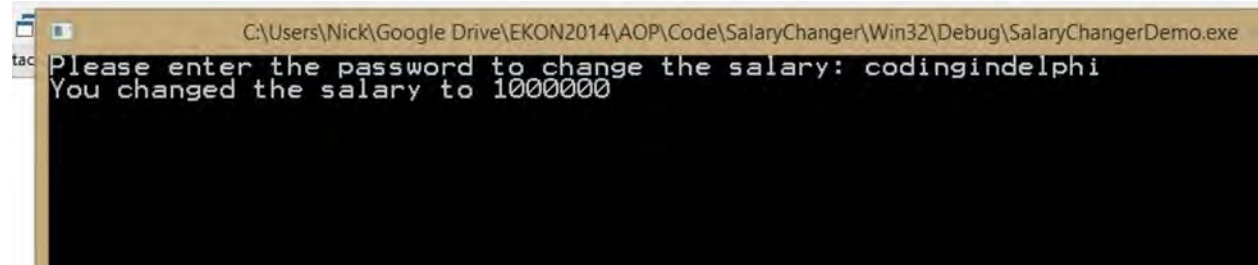 C:\Users\Nick\Google Drive\EKON2014\AOP\Code\SalaryChanger\Win32\Debug\SalaryChangerDemo.exe
tac
Please enter the password to change the salary: codingindelphi
You changed the salary to 1000000